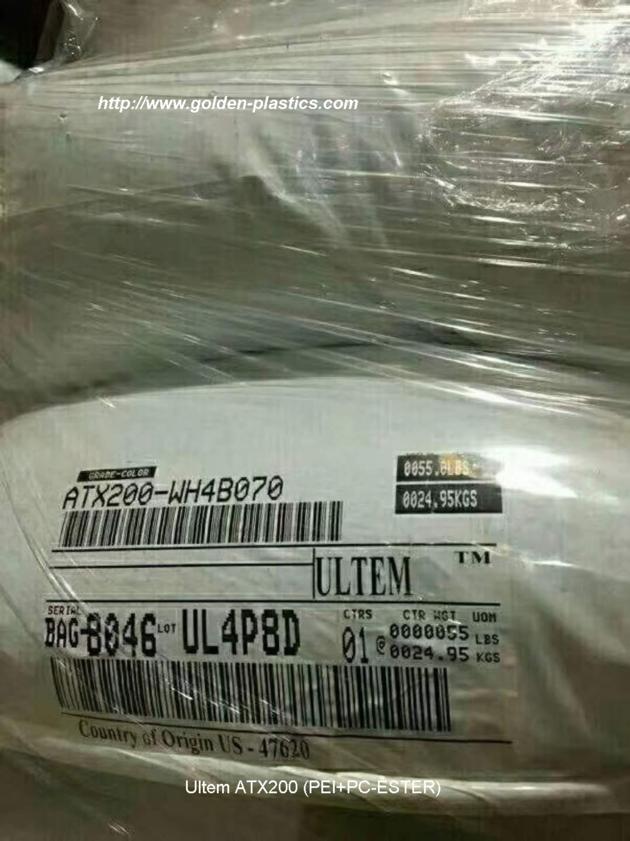 http://www.golden-plastics.com
GRADE-COLOR
ATX200-WH4B070
0055.0LBS
0024.95KGS
ULTEM TM
SERIAL
BAG-8046 LOT UL4P8D
CTRS CTR WGT UOM
01 @ 0000055 LBS
0024.95 KGS
Country of Origin US - 47620
Ultem ATX200 (PEI+PC-ESTER)